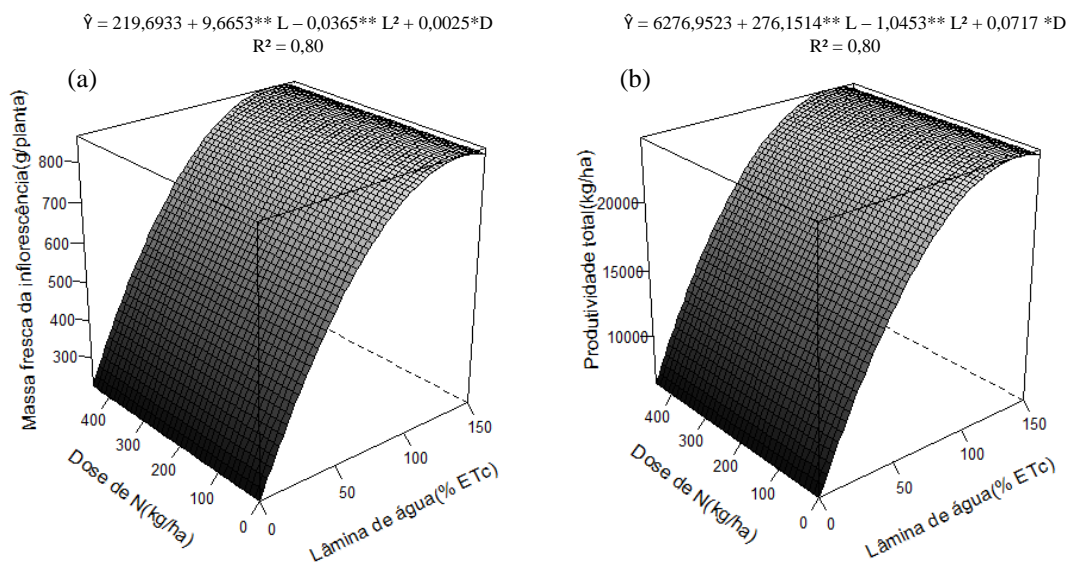 Ŷ = 219,6933 + 9,6653** L – 0,0365** L² + 0,0025*D
R² = 0,80
Ŷ = 6276,9523 + 276,1514** L – 1,0453** L² + 0,0717 *D
R² = 0,80
(a)
Massa fresca da inflorescência(g/planta)
800
700
600
500
400
300
400
300
200
100
0
Dose de N(kg/ha)
0
50
100
150
Lâmina de água(% ETc)
(b)
Produtividade total(kg/ha)
20000
15000
10000
400
300
200
100
0
Dose de N(kg/ha)
0
50
100
150
Lâmina de água(% ETc)